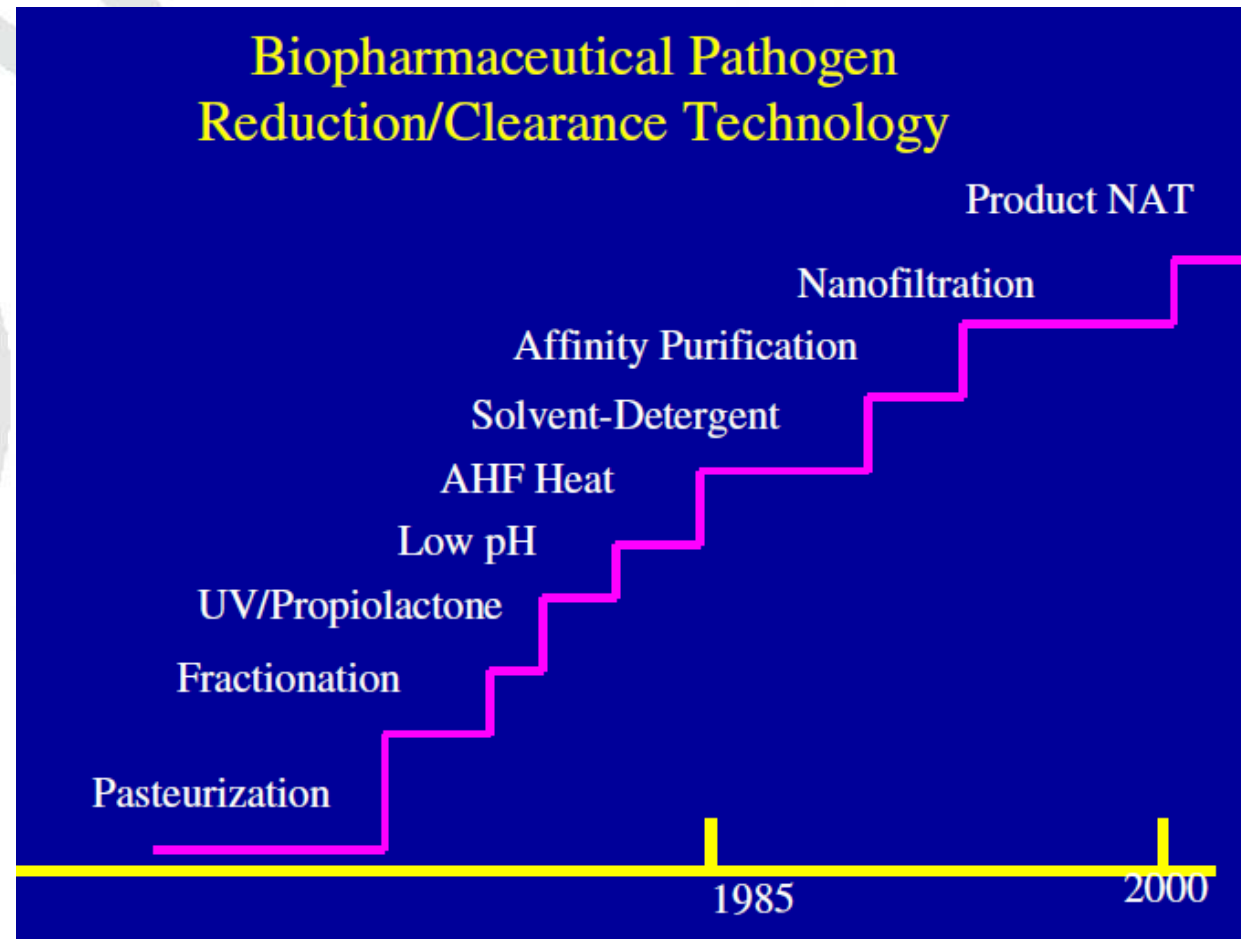 Biopharmaceutical Pathogen
Reduction/Clearance Technology
Product NAT
Nanofiltration
Affinity Purification
Solvent-Detergent
AHF Heat
Low pH
UV/Propiolactone
Fractionation
Pasteurization
1985
2000